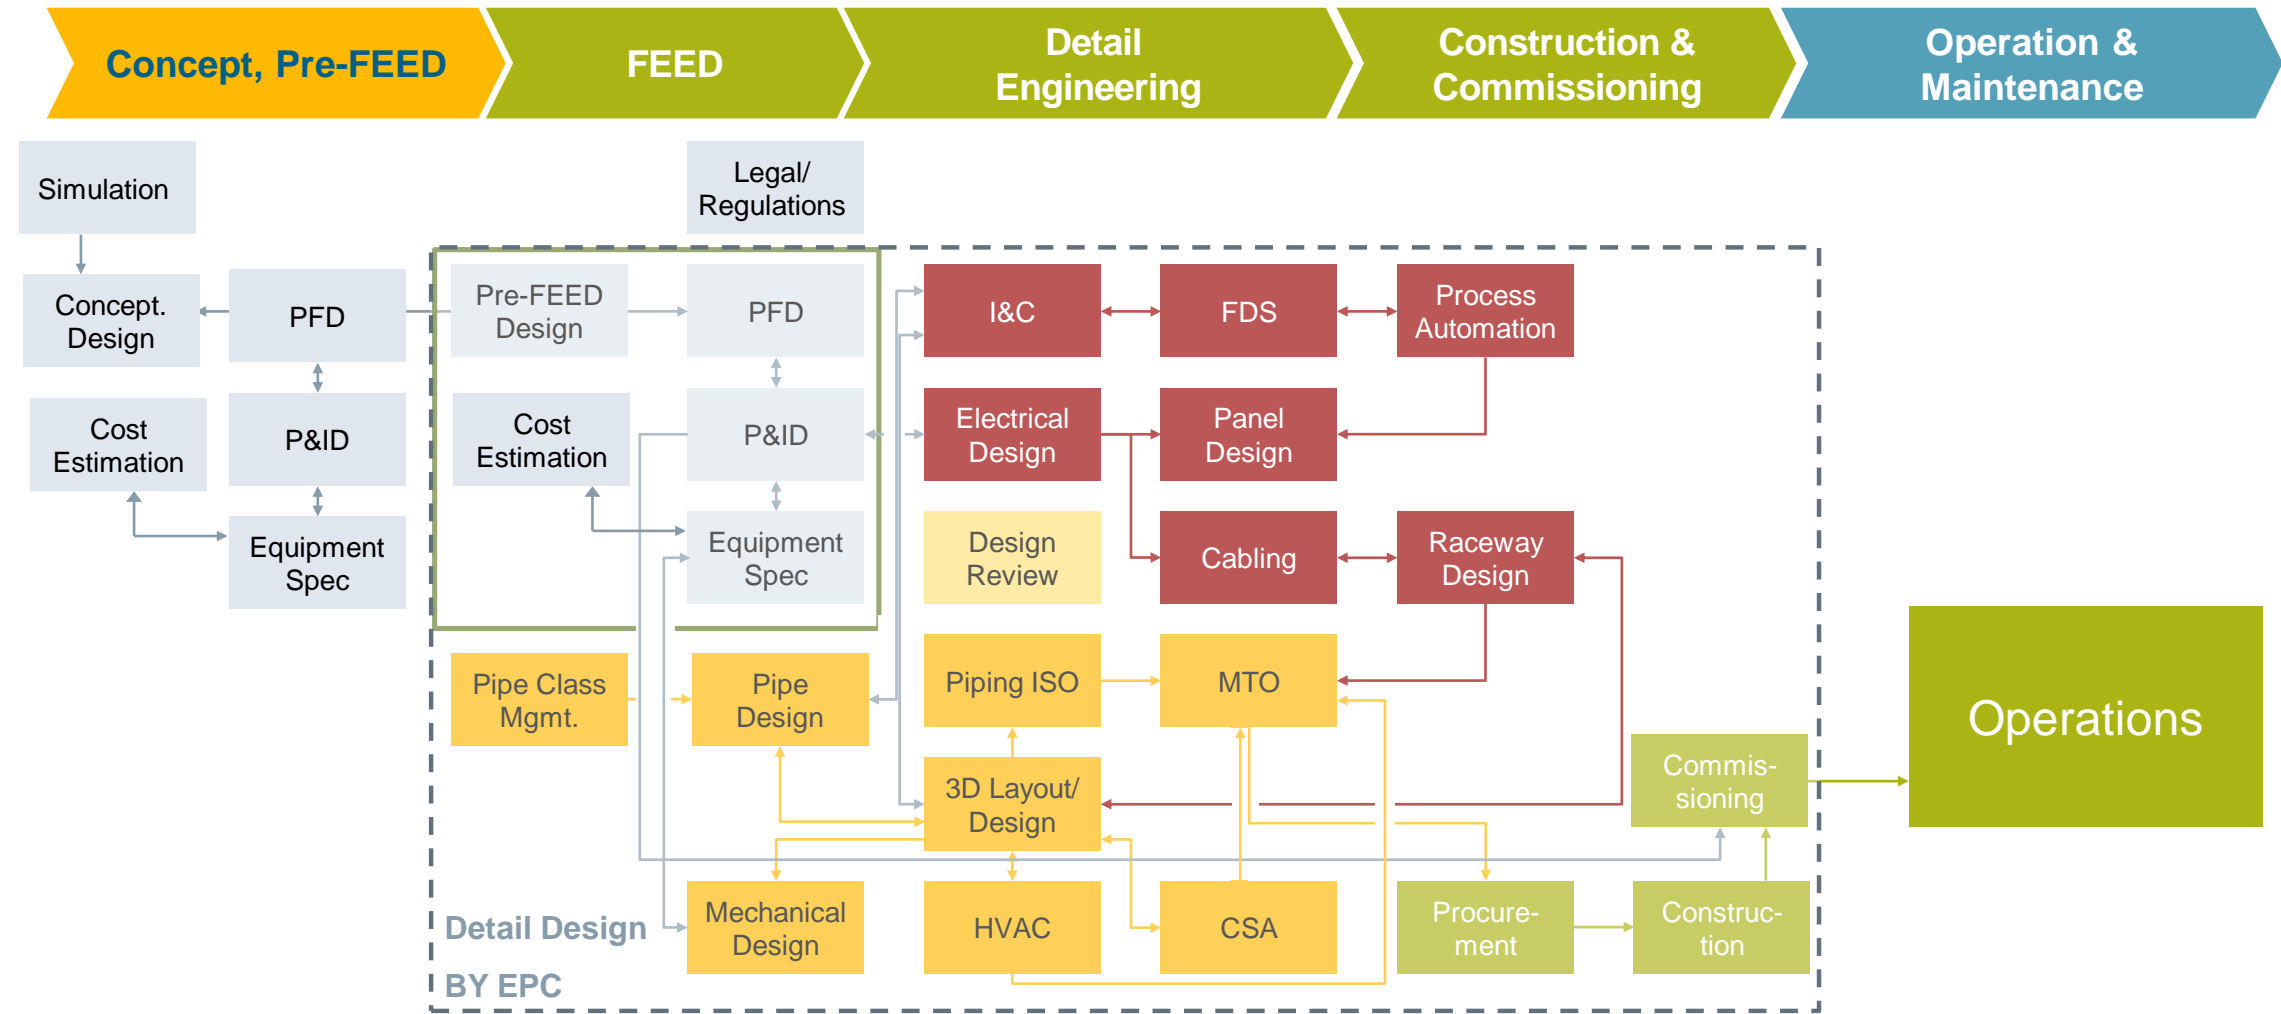 Concept, Pre-FEED
FEED
Detail
Engineering
Construction &
Commissioning
Operation &
Maintenance
Simulation
Legal/
Regulations
Concept.
Design
PFD
Pre-FEED
Design
PFD
I&C
FDS
Process
Automation
Cost
Estimation
P&ID
Cost
Estimation
P&ID
Electrical
Design
Panel
Design
Equipment
Spec
Equipment
Spec
Design
Review
Cabling
Raceway
Design
Pipe Class
Mgmt.
Pipe
Design
Piping ISO
MTO
Operations
3D Layout/
Design
Commis-
sioning
Detail Design
BY EPC
Mechanical
Design
HVAC
CSA
Procure-
ment
Construc-
tion